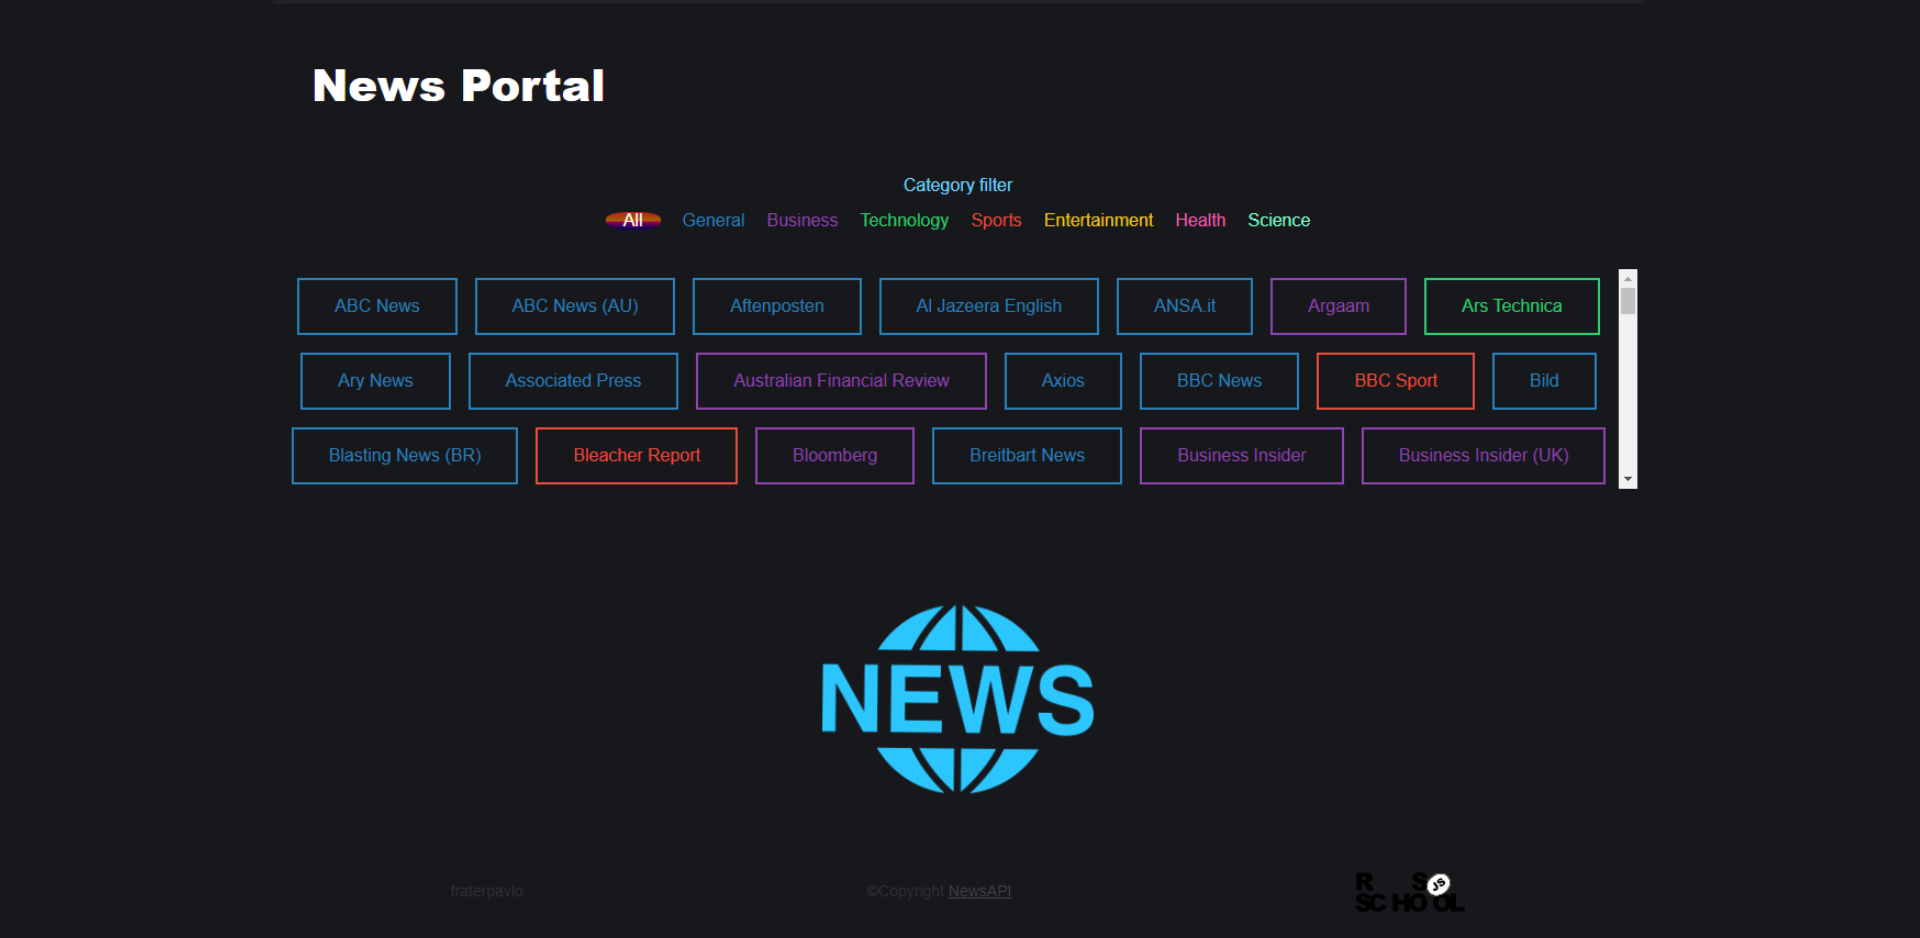 News Portal
Category filter
All General Business Technology Sports Entertainment Health Science
ABC News ABC News (AU) Aftenposten Al Jazeera English ANSA.it Argaam Ars Technica
Ary News Associated Press Australian Financial Review Axios BBC News BBC Sport Bild
Blasting News (BR) Bleacher Report Bloomberg Breitbart News Business Insider Business Insider (UK)
NEWS
fraterpavlo ©Copyright NewsAPI RS JS
SCHOOL